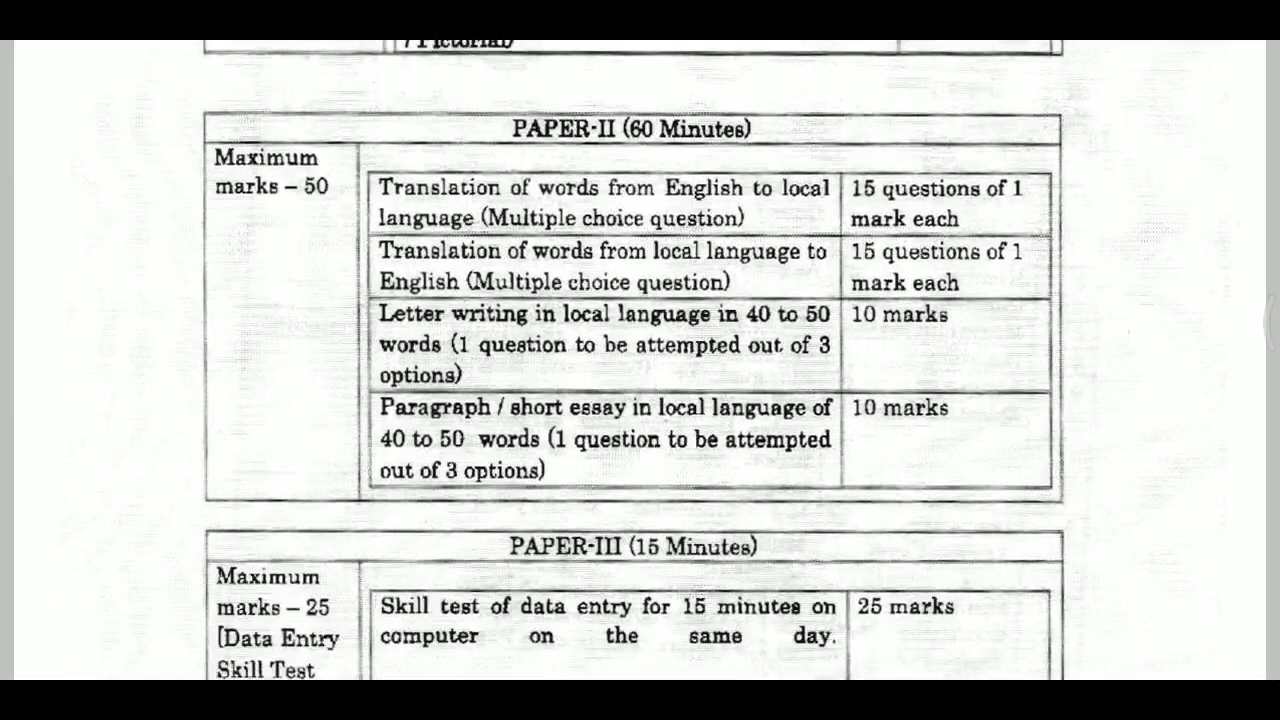 / Pictorial)
PAPER-II (60 Minutes)
Maximum
marks – 50
Translation of words from English to local
language (Multiple choice question)
15 questions of 1
mark each
Translation of words from local language to
English (Multiple choice question)
15 questions of 1
mark each
Letter writing in local language in 40 to 50
words (1 question to be attempted out of 3
options)
10 marks
Paragraph / short essay in local language of
40 to 50 words (1 question to be attempted
out of 3 options)
10 marks
PAPER-III (15 Minutes)
Maximum
marks – 25
[Data Entry
Skill Test
Skill test of data entry for 15 minutes on
computer on the same day.
25 marks